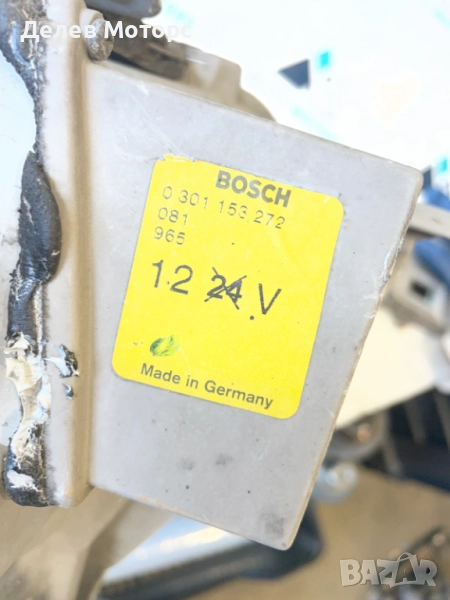 Делев Моторс
BOSCH
0 301 153 272
081
965
12 24 V
Made in Germany
bazar